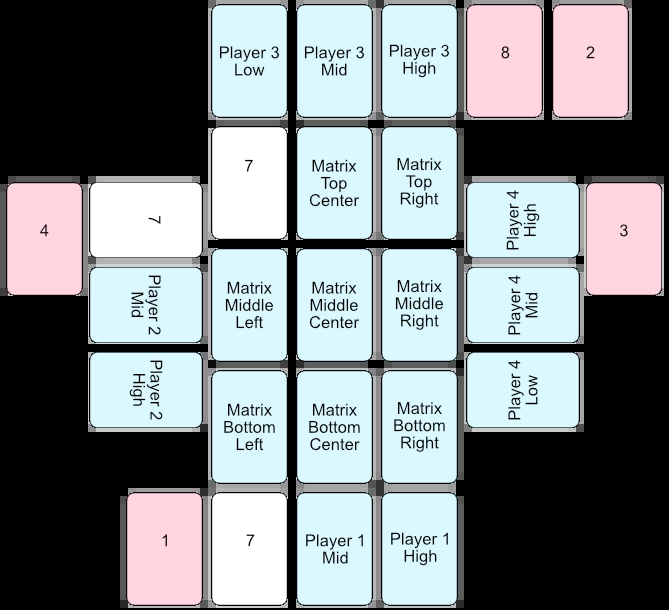 Player 3
Low
Player 3
Mid
Player 3
High
8
2
7
Matrix
Top
Center
Matrix
Top
Right
4
7
Player 4
High
3
Player 2
Mid
Matrix
Middle
Left
Matrix
Middle
Center
Matrix
Middle
Right
Player 4
Mid
Player 2
High
Matrix
Bottom
Left
Matrix
Bottom
Center
Matrix
Bottom
Right
Player 4
Low
1
7
Player 1
Mid
Player 1
High